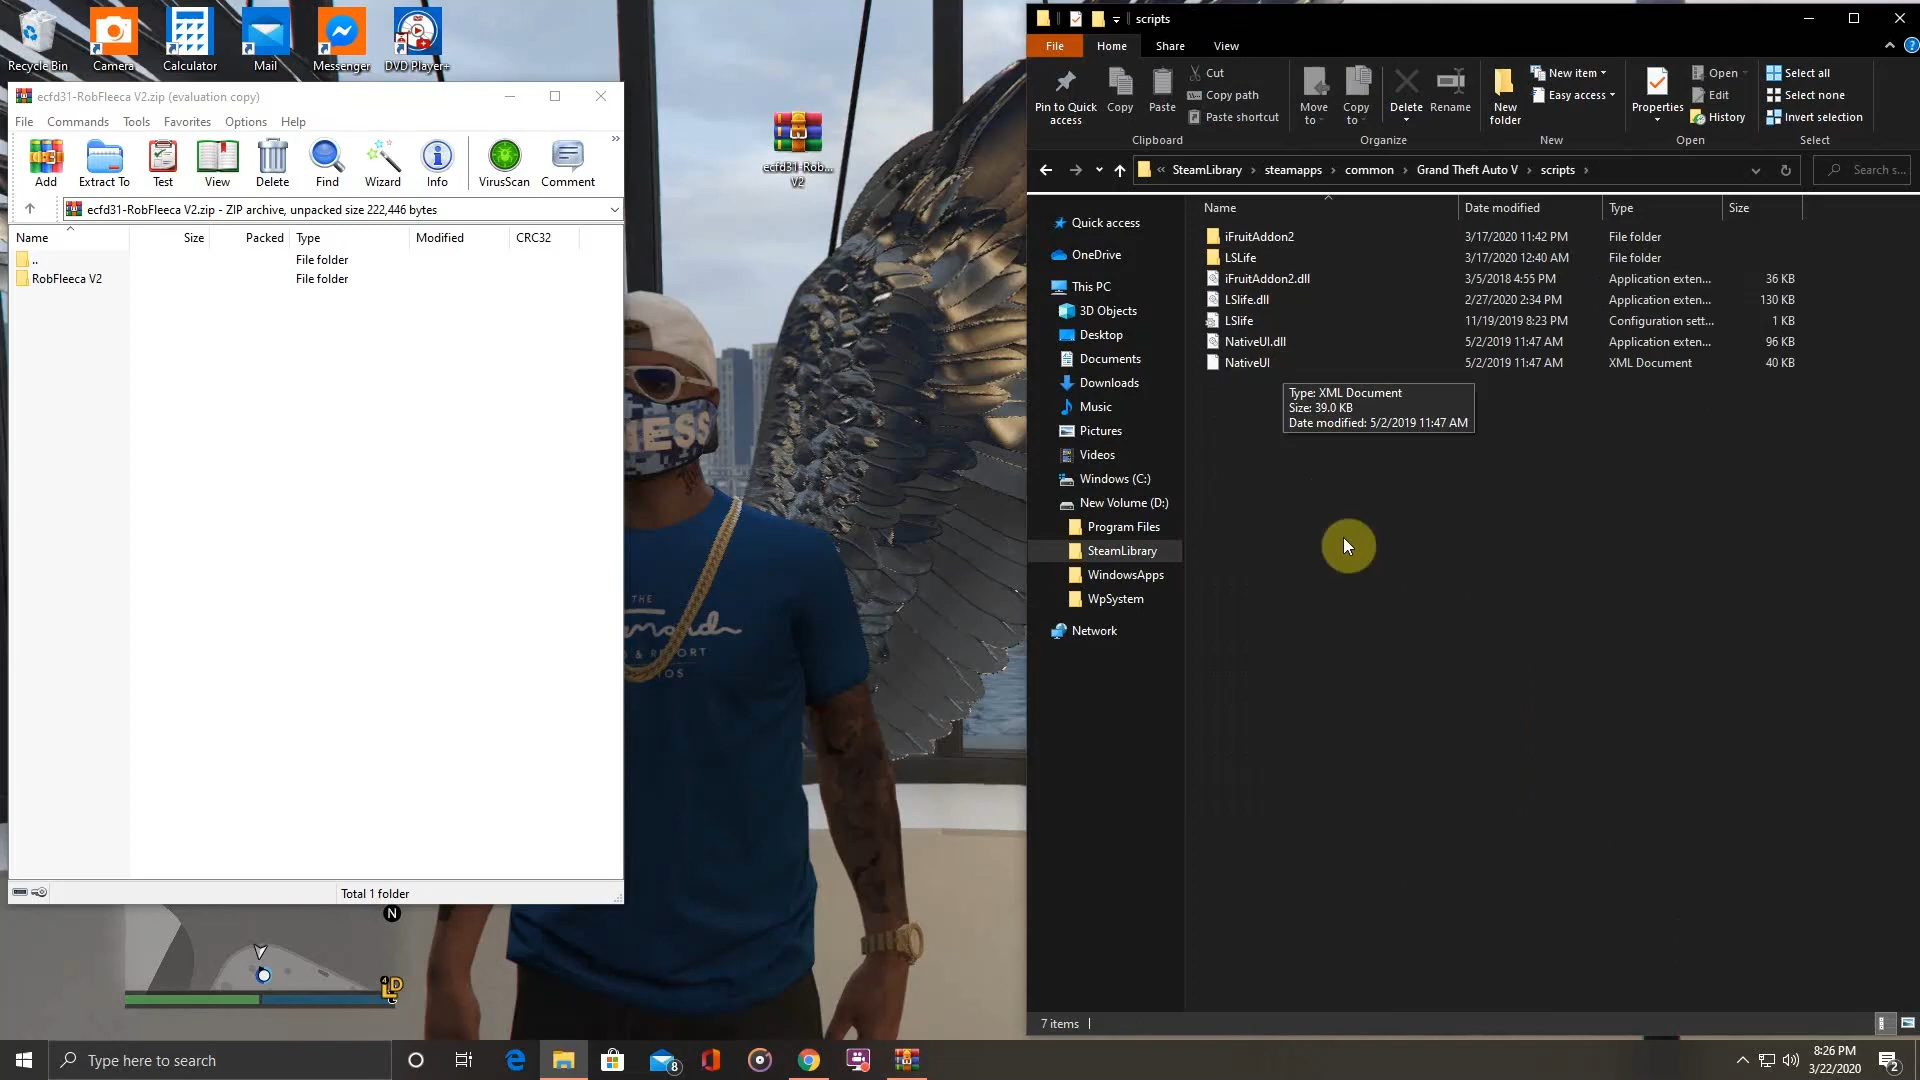 Recycle Bin
Camera
Calculator
Mail
Messenger
DVD Player+
ecfd31-Rob...
V2
ecfd31-RobFleeca V2.zip (evaluation copy)
File Commands Tools Favorites Options Help
Add Extract To Test View Delete Find Wizard Info VirusScan Comment
»
ecfd31-RobFleeca V2.zip - ZIP archive, unpacked size 222,446 bytes
Name Size Packed Type Modified CRC32
.. File folder
RobFleeca V2 File folder
Total 1 folder
N
scripts
File Home Share View
Pin to Quick access
Copy
Paste
Cut
Copy path
Paste shortcut
Clipboard
Move to
Copy to
Delete
Rename
Organize
New folder
New item
Easy access
New
Properties
Open
Edit
History
Open
Select all
Select none
Invert selection
Select
« SteamLibrary > steamapps > common > Grand Theft Auto V > scripts >
Search s...
Quick access
OneDrive
This PC
3D Objects
Desktop
Documents
Downloads
Music
Pictures
Videos
Windows (C:)
New Volume (D:)
Program Files
SteamLibrary
WindowsApps
WpSystem
Network
Name Date modified Type Size
iFruitAddon2 3/17/2020 11:42 PM File folder
LSLife 3/17/2020 12:40 AM File folder
iFruitAddon2.dll 3/5/2018 4:55 PM Application exten... 36 KB
LSlife.dll 2/27/2020 2:34 PM Application exten... 130 KB
LSlife 11/19/2019 8:23 PM Configuration sett... 1 KB
NativeUI.dll 5/2/2019 11:47 AM Application exten... 96 KB
NativeUI 5/2/2019 11:47 AM XML Document 40 KB
Type: XML Document
Size: 39.0 KB
Date modified: 5/2/2019 11:47 AM
7 items
THE
Type here to search
8
8:26 PM
3/22/2020
2